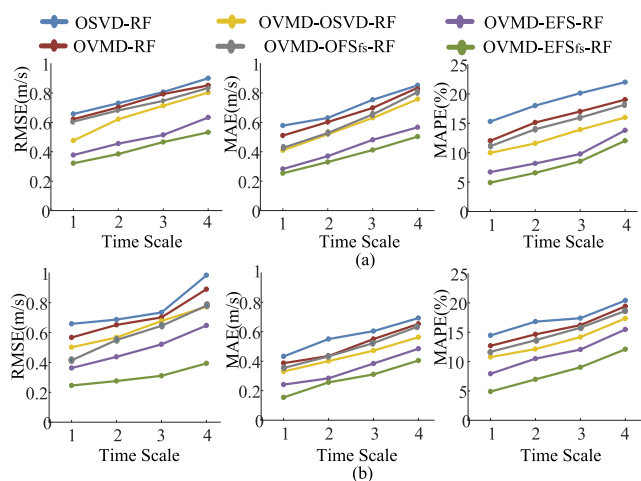 OSVD-RF OVMD-OSVD-RF OVMD-EFS-RF
OVMD-RF OVMD-OFSfs-RF OVMD-EFSfs-RF
RMSE(m/s)
1
0.8
0.6
0.4
0.2
0
1 2 3 4
Time Scale
MAE(m/s)
1
0.8
0.6
0.4
0.2
0
1 2 3 4
Time Scale
MAPE(%)
25
20
15
10
5
0
1 2 3 4
Time Scale
(a)
RMSE(m/s)
1
0.8
0.6
0.4
0.2
0
1 2 3 4
Time Scale
MAE(m/s)
1
0.8
0.6
0.4
0.2
0
1 2 3 4
Time Scale
MAPE(%)
25
20
15
10
5
0
1 2 3 4
Time Scale
(b)